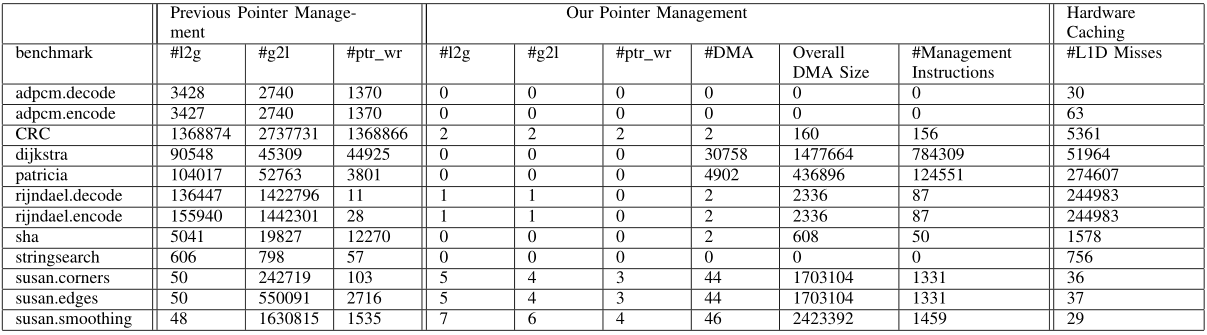 Previous Pointer Manage-
ment
Our Pointer Management
Hardware
Caching
benchmark #l2g #g2l #ptr_wr #l2g #g2l #ptr_wr #DMA Overall DMA Size #Management Instructions #L1D Misses
adpcm.decode 3428 2740 1370 0 0 0 0 0 0 30
adpcm.encode 3427 2740 1370 0 0 0 0 0 0 63
CRC 1368874 2737731 1368866 2 2 2 2 160 156 5361
dijkstra 90548 45309 44925 0 0 0 30758 1477664 784309 51964
patricia 104017 52763 3801 0 0 0 4902 436896 124551 274607
rijndael.decode 136447 1422796 11 1 1 0 2 2336 87 244983
rijndael.encode 155940 1442301 28 1 1 0 2 2336 87 244983
sha 5041 19827 12270 0 0 0 2 608 50 1578
stringsearch 606 798 57 0 0 0 0 0 0 756
susan.corners 50 242719 103 5 4 3 44 1703104 1331 36
susan.edges 50 550091 2716 5 4 3 44 1703104 1331 37
susan.smoothing 48 1630815 1535 7 6 4 46 2423392 1459 29